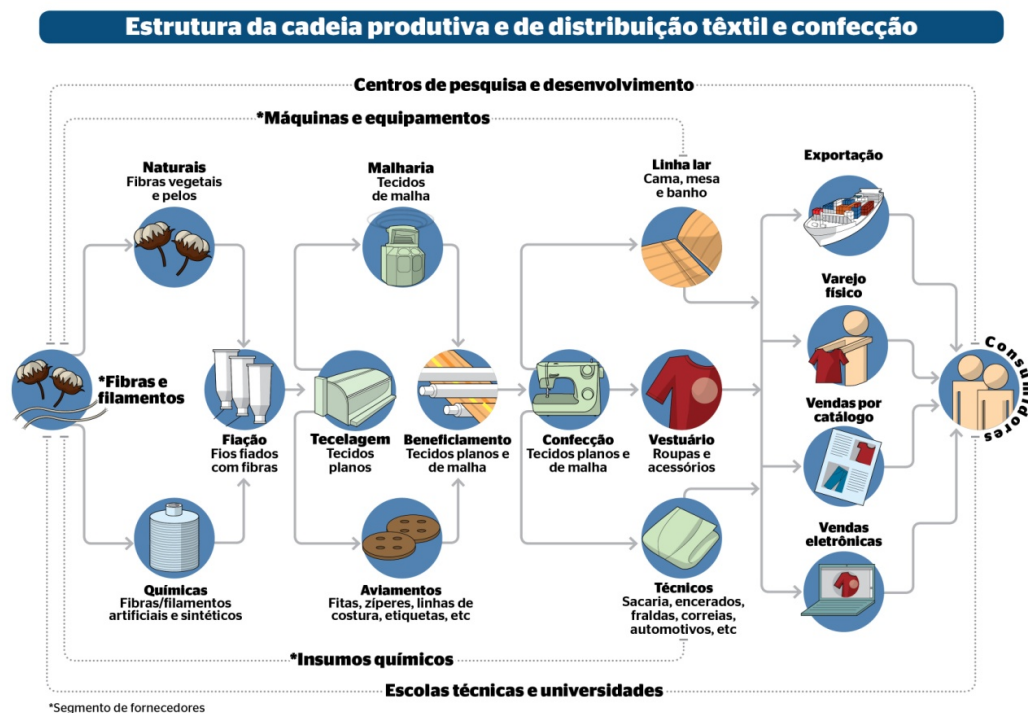 Estrutura da cadeia produtiva e de distribuição têxtil e confecção
Centros de pesquisa e desenvolvimento
*Máquinas e equipamentos
Naturais
Fibras vegetais
e pelos
Malharia
Tecidos
de malha
Linha lar
Cama, mesa
e banho
Exportação
Varejo
físico
*Fibras e
filamentos
Fiação
Fios fiados
com fibras
Tecelagem
Tecidos
planos
Beneficiamento
Tecidos planos e
de malha
Confecção
Tecidos planos e
de malha
Vestuário
Roupas e
acessórios
Vendas por
catálogo
Consumidores
Químicas
Fibras/filamentos
artificiais e sintéticos
Aviamentos
Fitas, zíperes, linhas de
costura, etiquetas, etc
Técnicos
Sacaria, encerados,
fraldas, correias,
automotivos, etc
Vendas
eletrônicas
*Insumos químicos
Escolas técnicas e universidades
*Segmento de fornecedores